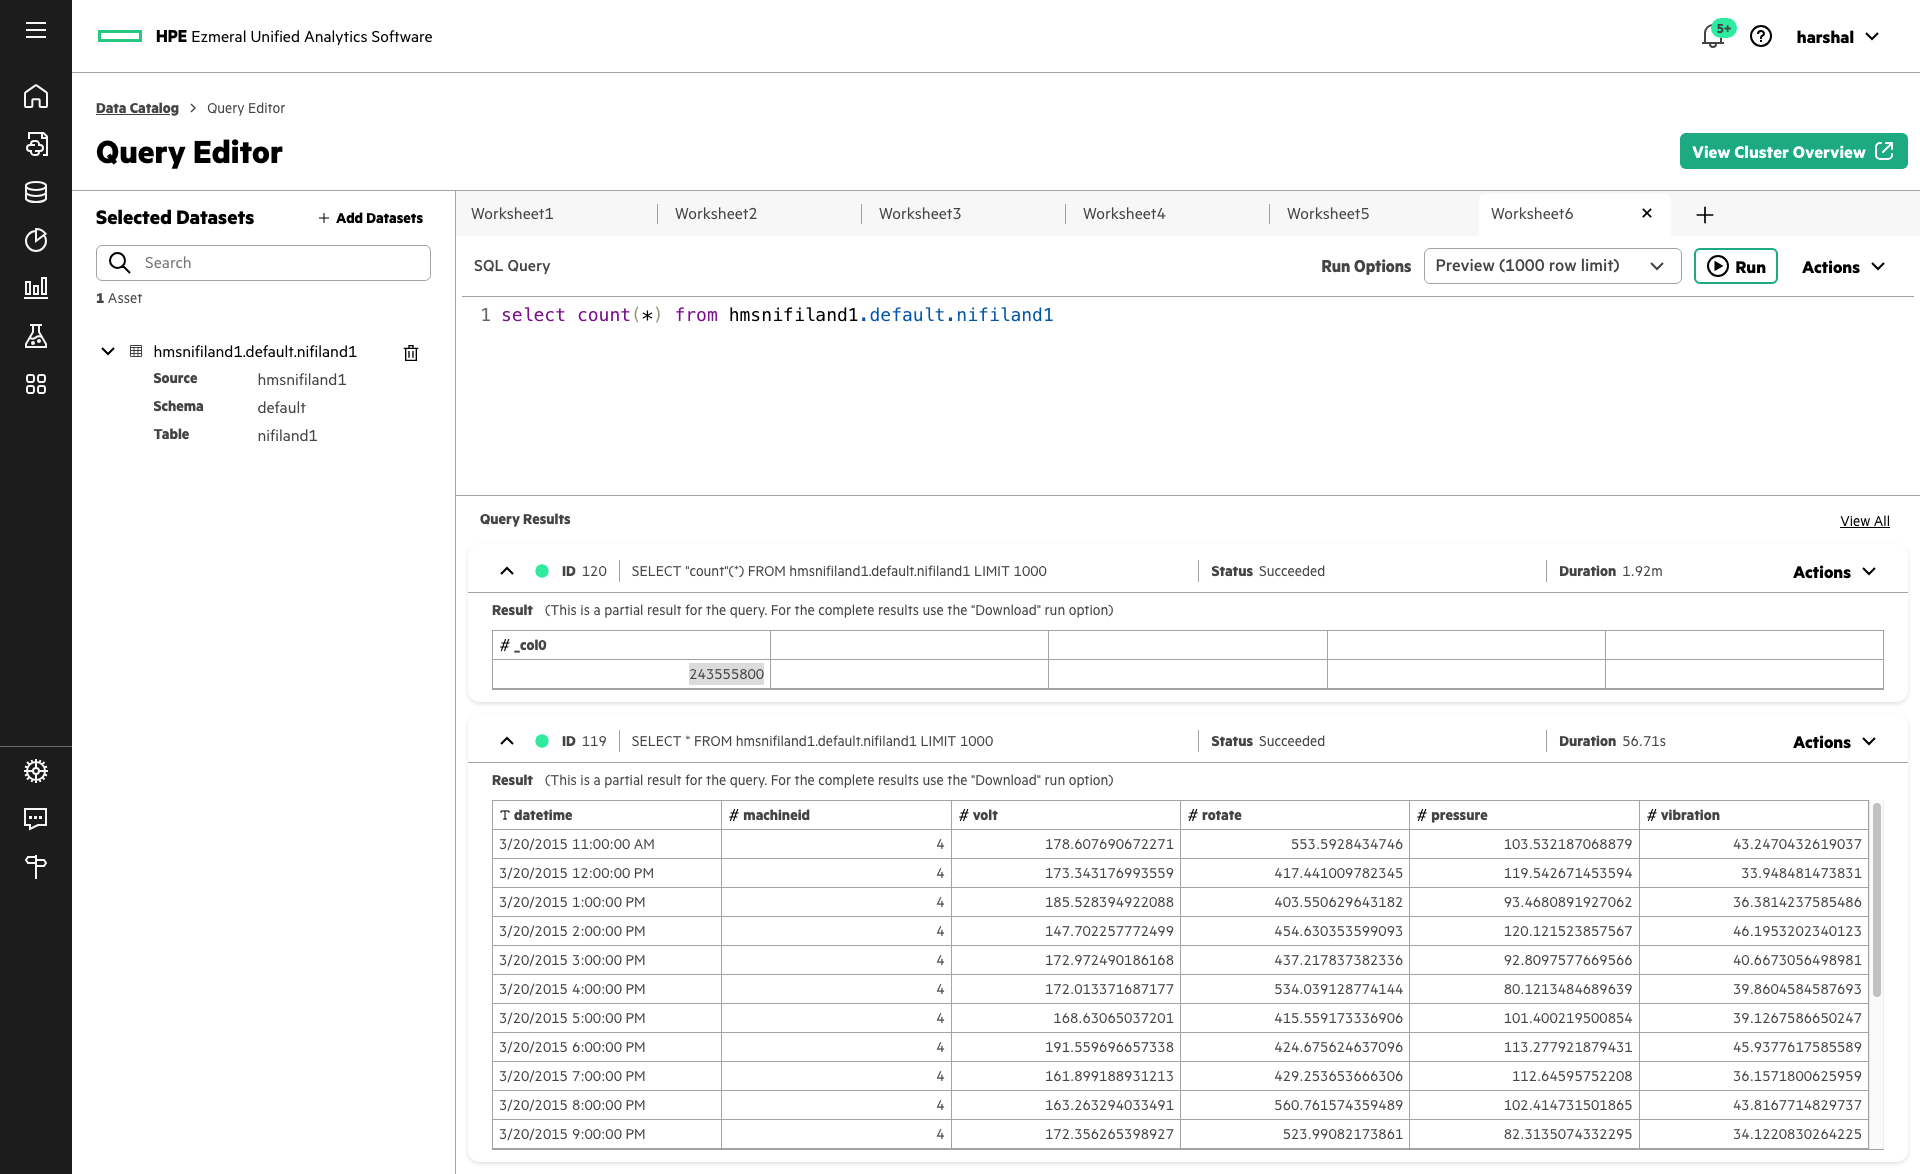 HPE Ezmeral Unified Analytics Software
5+
harshal
Data Catalog > Query Editor
Query Editor
View Cluster Overview
Selected Datasets
+ Add Datasets
Search
1 Asset
hmsnifiland1.default.nifiland1
Source hmsnifiland1
Schema default
Table nifiland1
Worksheet1 Worksheet2 Worksheet3 Worksheet4 Worksheet5 Worksheet6
SQL Query
Run Options Preview (1000 row limit) Run Actions
1 select count(*) from hmsnifiland1.default.nifiland1
Query Results
View All
ID 120 SELECT "count"(*) FROM hmsnifiland1.default.nifiland1 LIMIT 1000 Status Succeeded Duration 1.92m Actions
Result (This is a partial result for the query. For the complete results use the "Download" run option)
# _col0
243555800
ID 119 SELECT * FROM hmsnifiland1.default.nifiland1 LIMIT 1000 Status Succeeded Duration 56.71s Actions
Result (This is a partial result for the query. For the complete results use the "Download" run option)
T datetime # machineid # volt # rotate # pressure # vibration
3/20/2015 11:00:00 AM 4 178.607690672271 553.5928434746 103.532187068879 43.2470432619037
3/20/2015 12:00:00 PM 4 173.343176993559 417.441009782345 119.542671453594 33.948481473831
3/20/2015 1:00:00 PM 4 185.528394922088 403.550629643182 93.4680891927062 36.3814237585486
3/20/2015 2:00:00 PM 4 147.702257772499 454.630353599093 120.121523857567 46.1953202340123
3/20/2015 3:00:00 PM 4 172.972490186168 437.217837382336 92.8097577669566 40.6673056498981
3/20/2015 4:00:00 PM 4 172.013371687177 534.039128774144 80.1213484689639 39.8604584587693
3/20/2015 5:00:00 PM 4 168.63065037201 415.559173336906 101.400219500854 39.1267586650247
3/20/2015 6:00:00 PM 4 191.559696657338 424.675624637096 113.277921879431 45.9377617585589
3/20/2015 7:00:00 PM 4 161.899188931213 429.253653666306 112.64595752208 36.1571800625959
3/20/2015 8:00:00 PM 4 163.263294033491 560.761574359489 102.414731501865 43.8167714829737
3/20/2015 9:00:00 PM 4 172.356265398927 523.99082173861 82.3135074332295 34.1220830264225